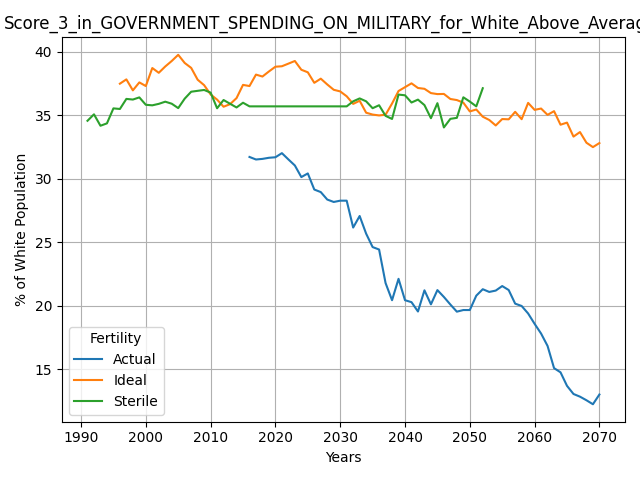 Score_3_in_GOVERNMENT_SPENDING_ON_MILITARY_for_White_Above_Averag
40
35
30
25
20
15
% of White Population
Fertility
Actual
Ideal
Sterile
1990 2000 2010 2020 2030 2040 2050 2060 2070
Years